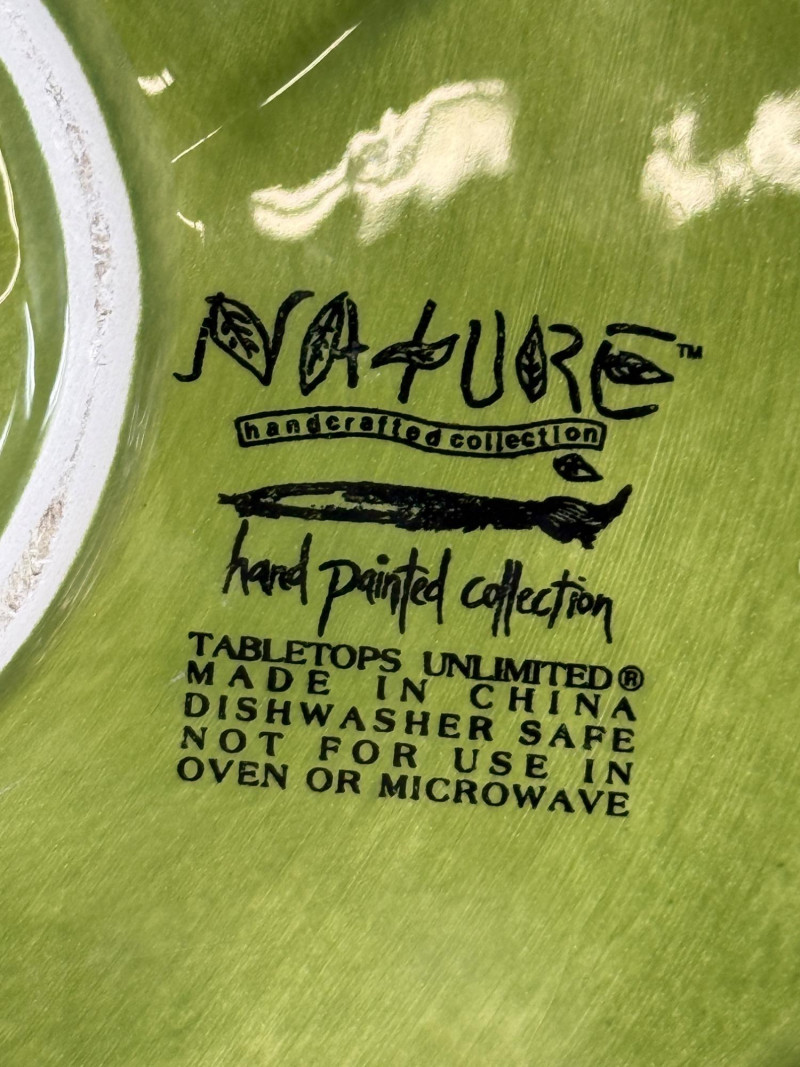 NATURE™
handcrafted collection
hand painted collection
TABLETOPS UNLIMITED®
MADE IN CHINA
DISHWASHER SAFE
NOT FOR USE IN
OVEN OR MICROWAVE